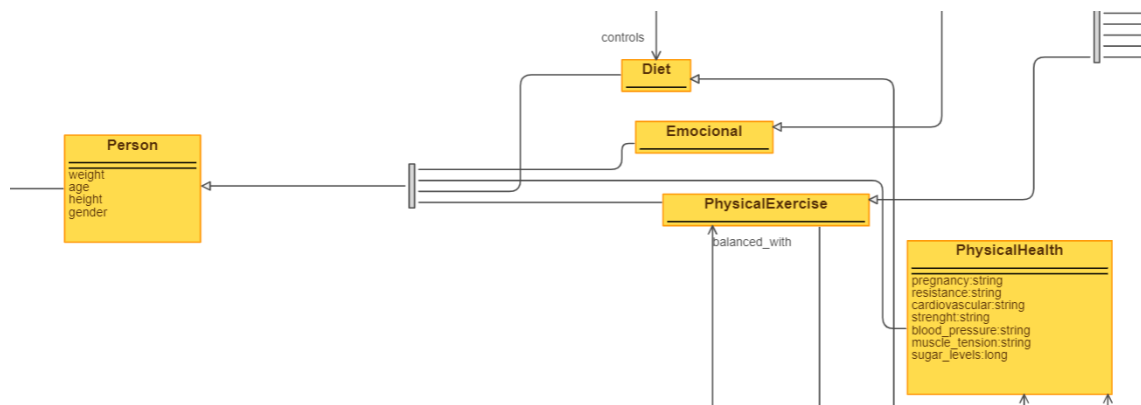 controls
Diet
Emocional
Person
weight
age
height
gender
PhysicalExercise
balanced_with
PhysicalHealth
pregnancy:string
resistance:string
cardiovascular:string
strenght:string
blood_pressure:string
muscle_tension:string
sugar_levels:long